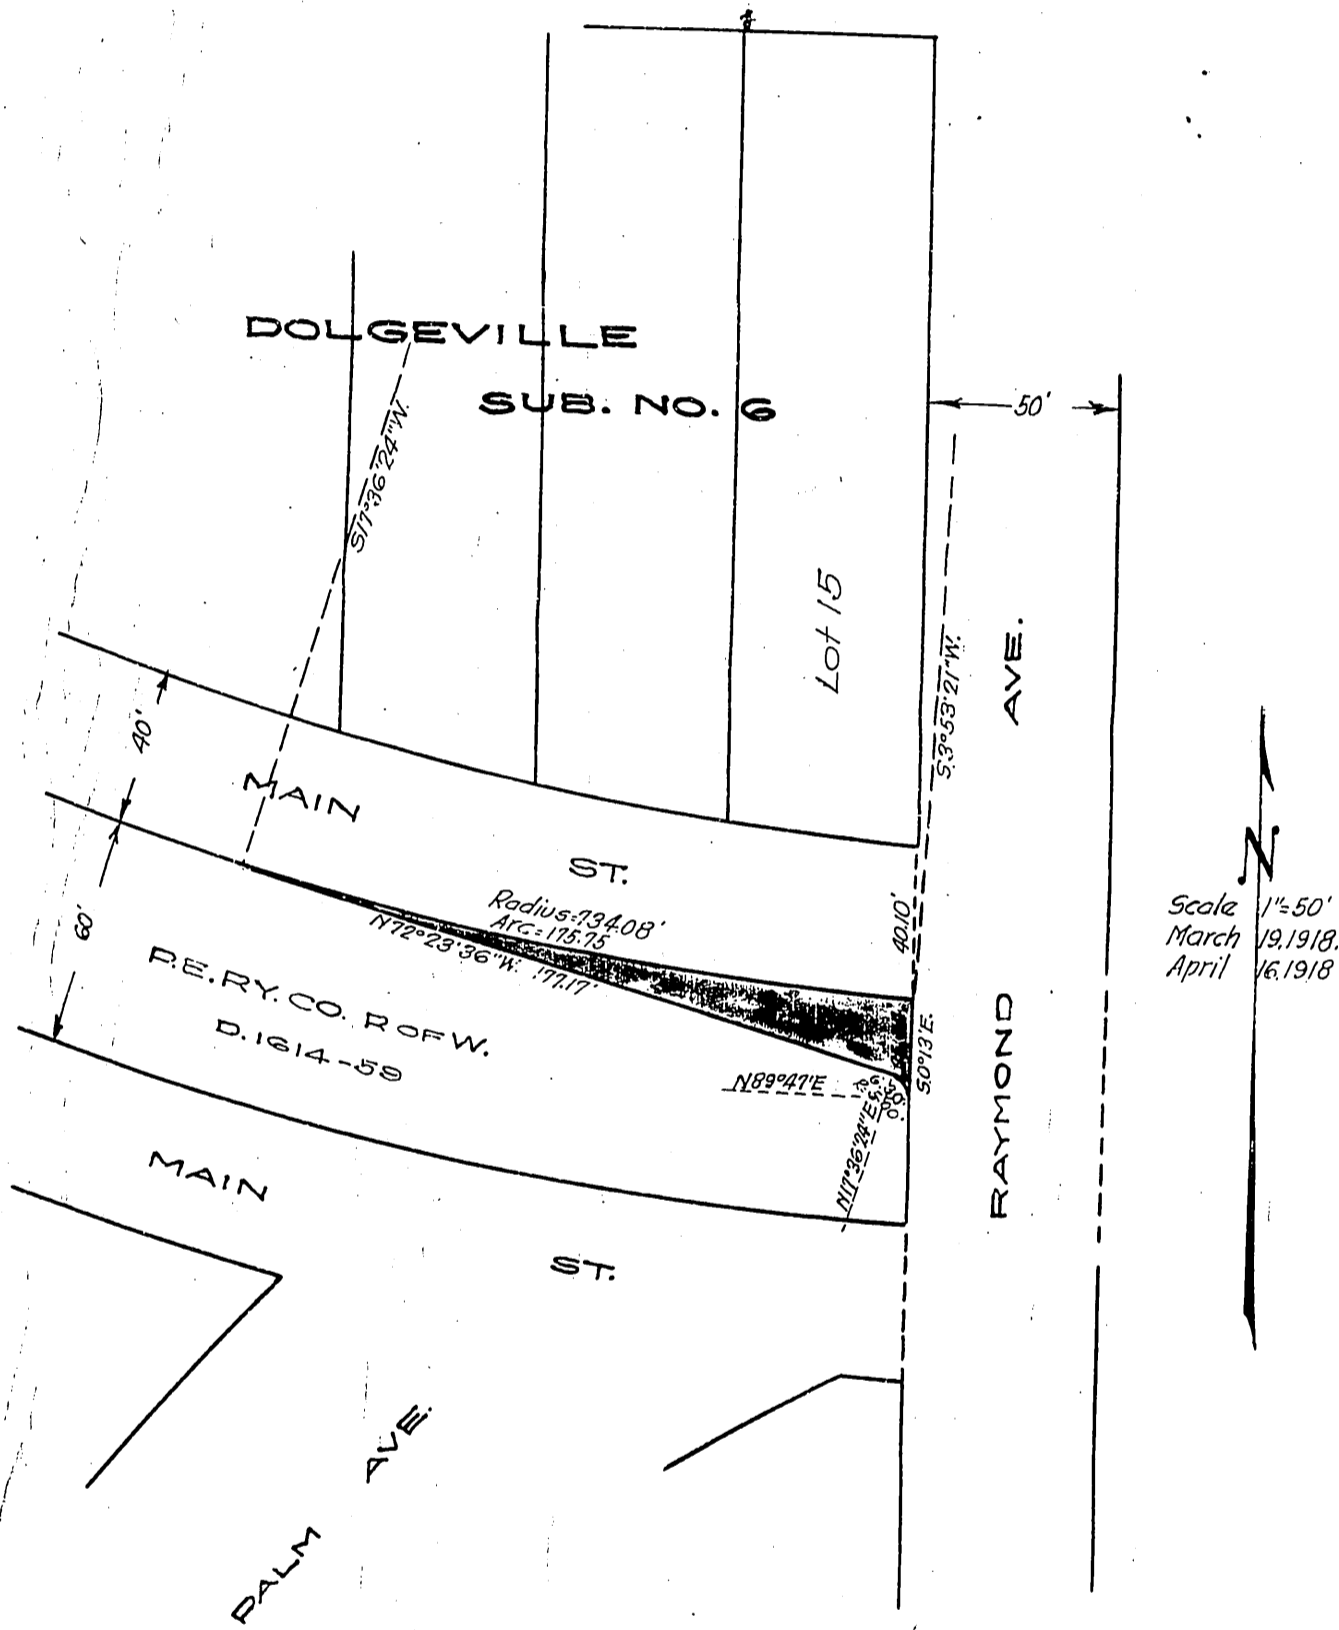 DOLGEVILLE
SUB. NO. 6
50'
S17°36'24"W.
Lot 15
AVE.
S.3°53'21"W.
40'
MAIN
ST.
Radius=734.08'
Arc=175.75
N72°23'36"W. 177.17'
40.10'
Scale 1"=50'
March 19.1918.
April 16.1918
N
60'
P.E. RY. CO. R OF W.
D. 1614-59
S.0°13'E.
N89°47'E
N17°36'24"E
RAYMOND
MAIN
ST.
PALM AVE.